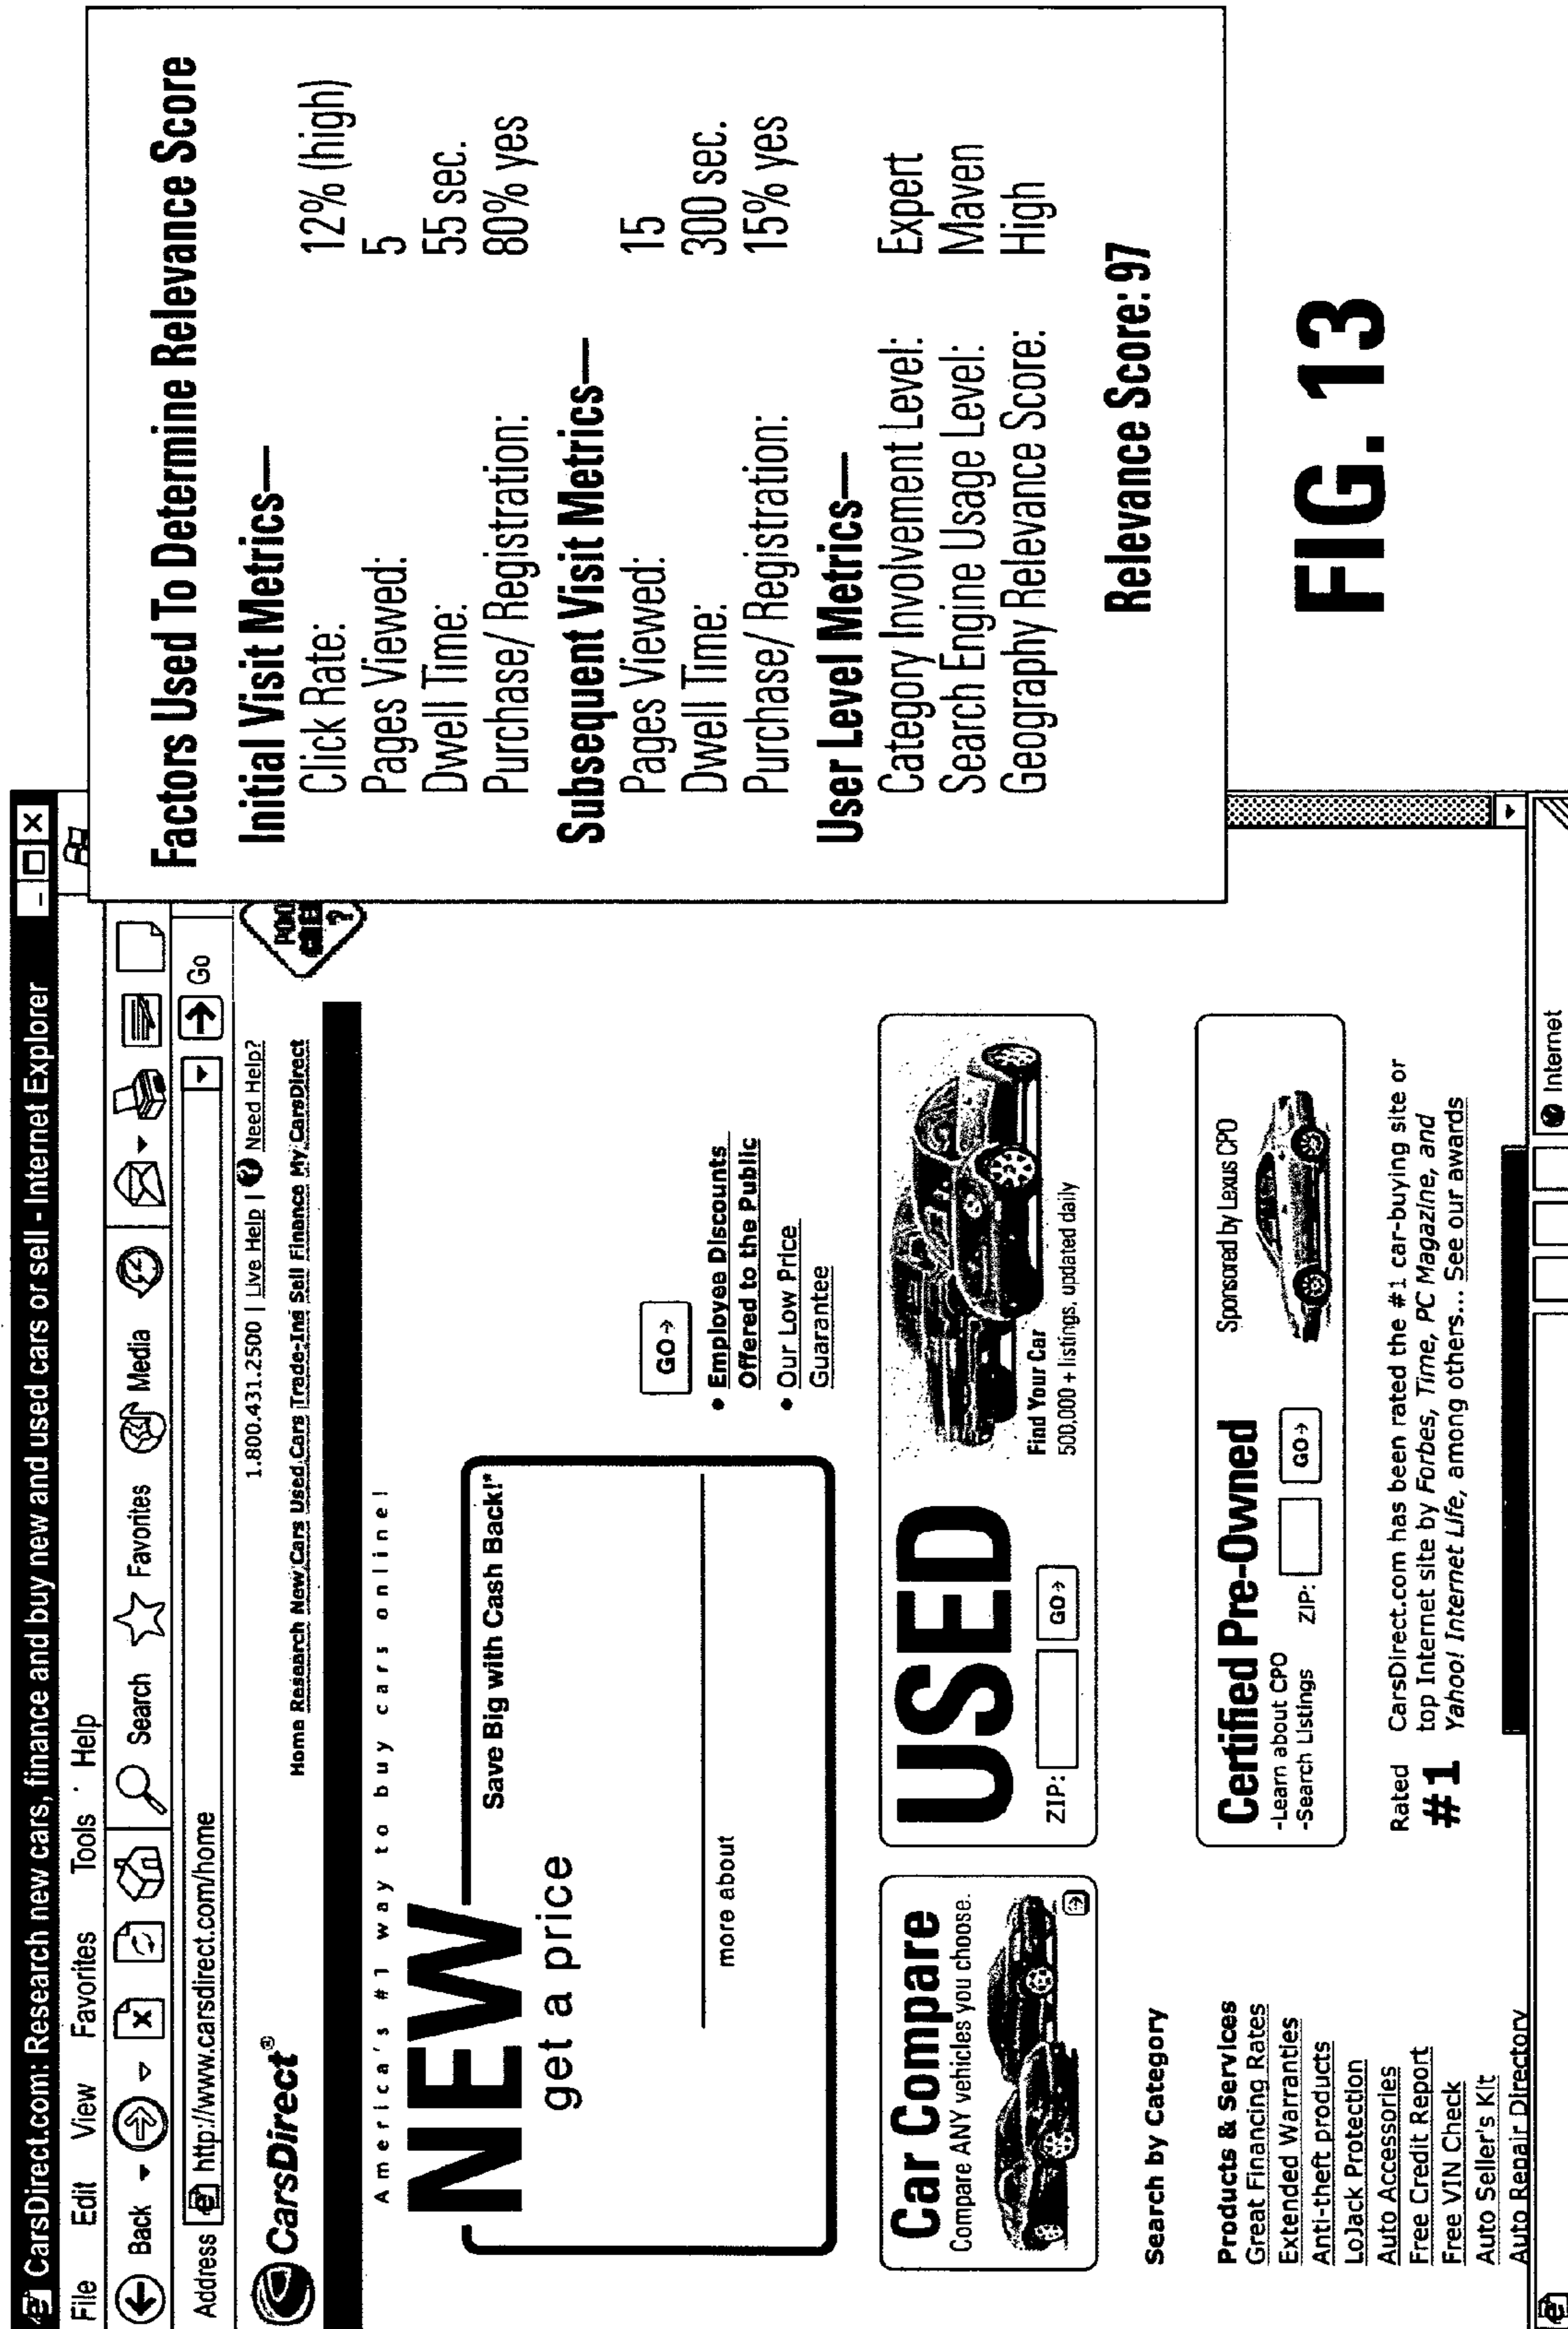 CarsDirect.com: Research new cars, finance and buy new and used cars or sell - Internet Explorer
File Edit View Favorites Tools Help
Back Search Favorites Media
Address http://www.carsdirect.com/home Go
CarsDirect®
1.800.431.2500 | Live Help | Need Help?
Home Research New Cars Used Cars Trade-Ins Sell Finance My CarsDirect
America's #1 way to buy cars online!
NEW
Save Big with Cash Back!*
get a price
GO→
more about
• Employee Discounts
Offered to the Public
• Our Low Price
Guarantee
Car Compare
Compare ANY vehicles you choose.
USED
Find Your Car
ZIP: GO→
500,000 + listings, updated daily
Search by Category
Products & Services
Great Financing Rates
Extended Warranties
Anti-theft products
LoJack Protection
Auto Accessories
Free Credit Report
Free VIN Check
Auto Seller's Kit
Auto Repair Directory
Certified Pre-Owned
Sponsored by Lexus CPO
-Learn about CPO
-Search Listings
ZIP: GO→
Rated
#1
CarsDirect.com has been rated the #1 car-buying site or
top Internet site by Forbes, Time, PC Magazine, and
Yahoo! Internet Life, among others... See our awards
Internet
Factors Used To Determine Relevance Score
Initial Visit Metrics—
Click Rate: 12% (high)
Pages Viewed: 5
Dwell Time: 55 sec.
Purchase/ Registration: 80% yes
Subsequent Visit Metrics—
Pages Viewed: 15
Dwell Time: 300 sec.
Purchase/ Registration: 15% yes
User Level Metrics—
Category Involvement Level: Expert
Search Engine Usage Level: Maven
Geography Relevance Score: High
Relevance Score: 97
FIG. 13